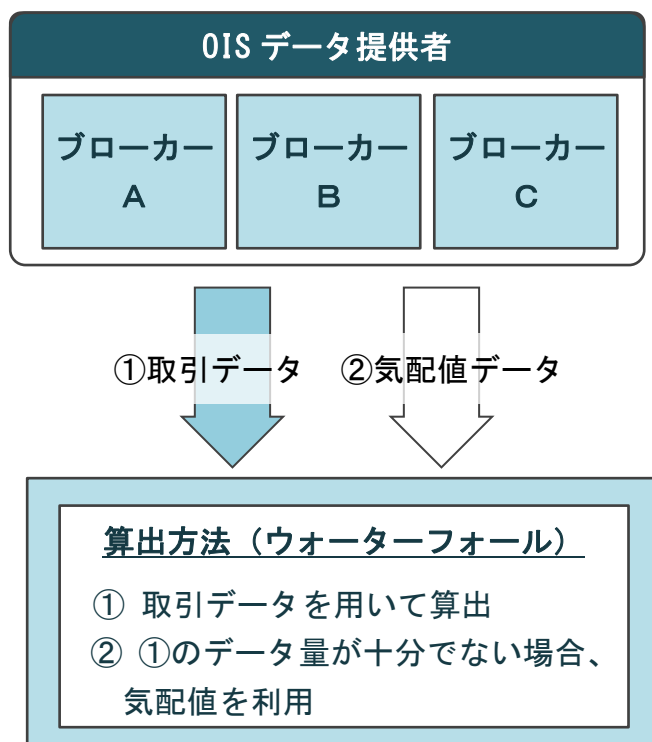 OISデータ提供者
ブローカー ブローカー ブローカー
A B C
①取引データ ②気配値データ
算出方法（ウォーターフォール）
① 取引データを用いて算出
② ①のデータ量が十分でない場合、
気配値を利用